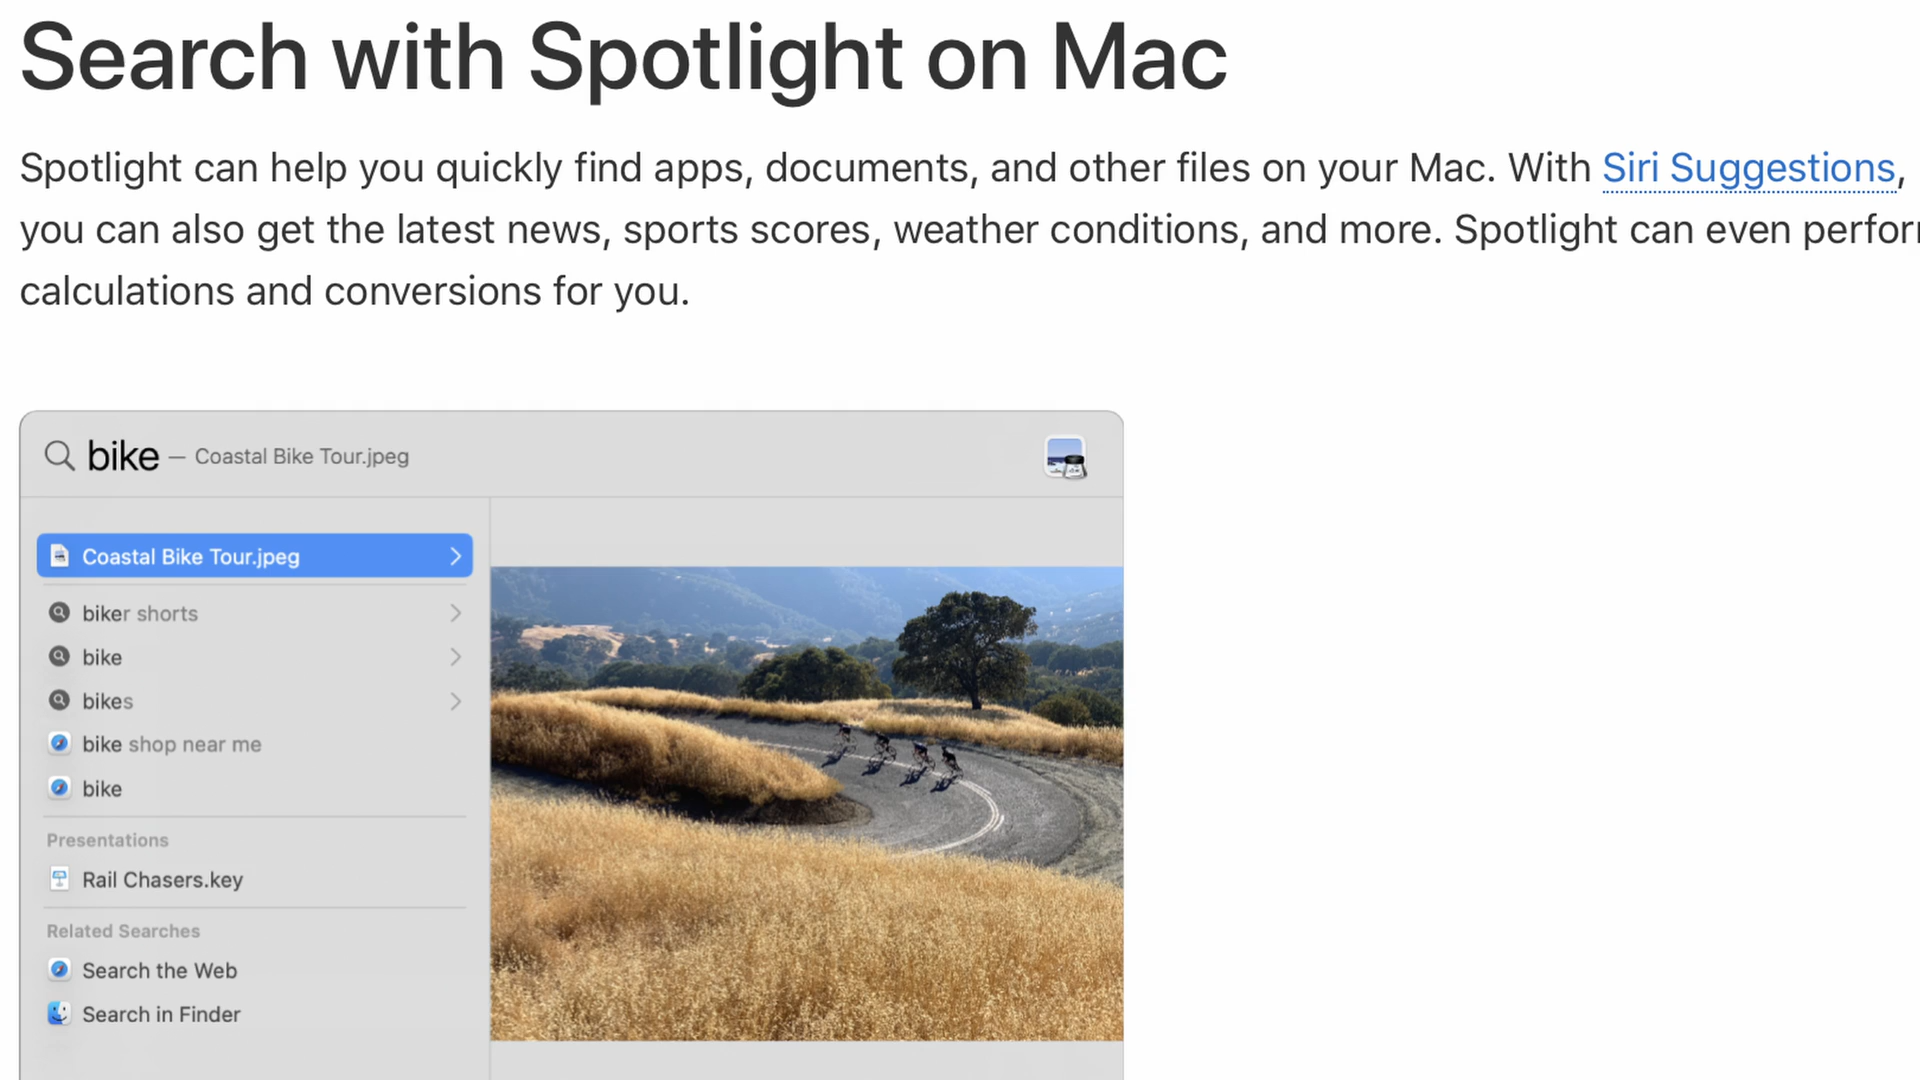 Search with Spotlight on Mac
Spotlight can help you quickly find apps, documents, and other files on your Mac. With Siri Suggestions,
you can also get the latest news, sports scores, weather conditions, and more. Spotlight can even perfor
calculations and conversions for you.
bike — Coastal Bike Tour.jpeg
Coastal Bike Tour.jpeg
biker shorts
bike
bikes
bike shop near me
bike
Presentations
Rail Chasers.key
Related Searches
Search the Web
Search in Finder